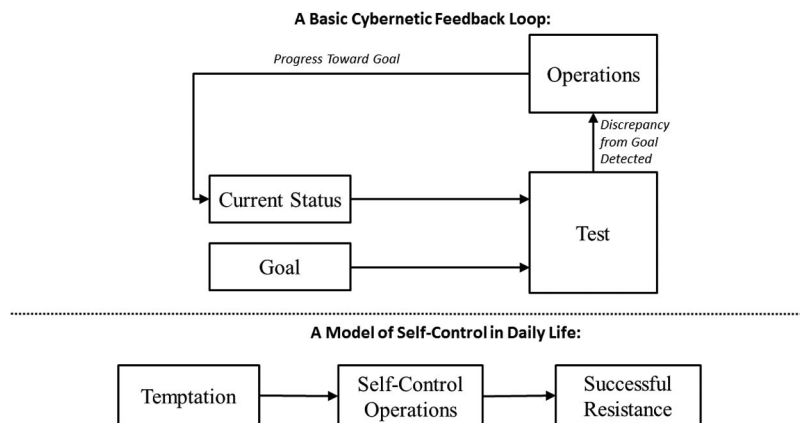 A Basic Cybernetic Feedback Loop:
Progress Toward Goal
Operations
Discrepancy
from Goal
Detected
Current Status
Test
Goal
A Model of Self-Control in Daily Life:
Temptation
Self-Control
Operations
Successful
Resistance